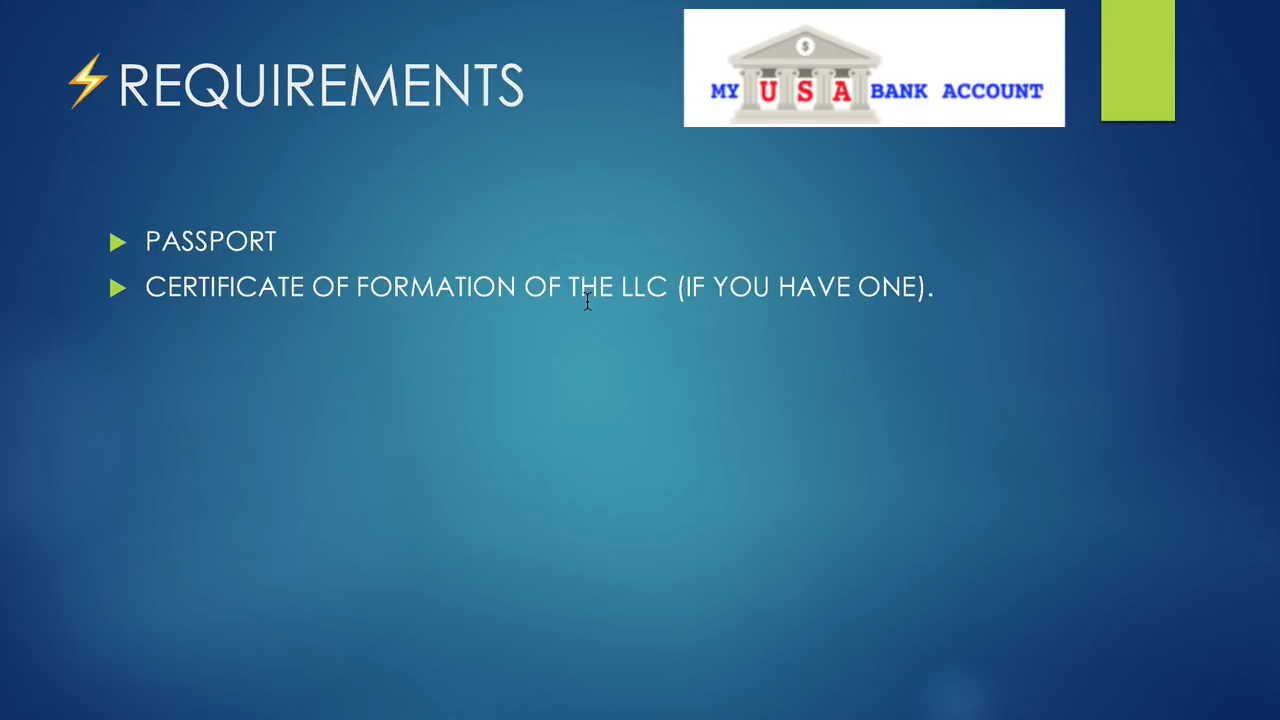 ⚡REQUIREMENTS
MY USA BANK ACCOUNT
PASSPORT
CERTIFICATE OF FORMATION OF THE LLC (IF YOU HAVE ONE).